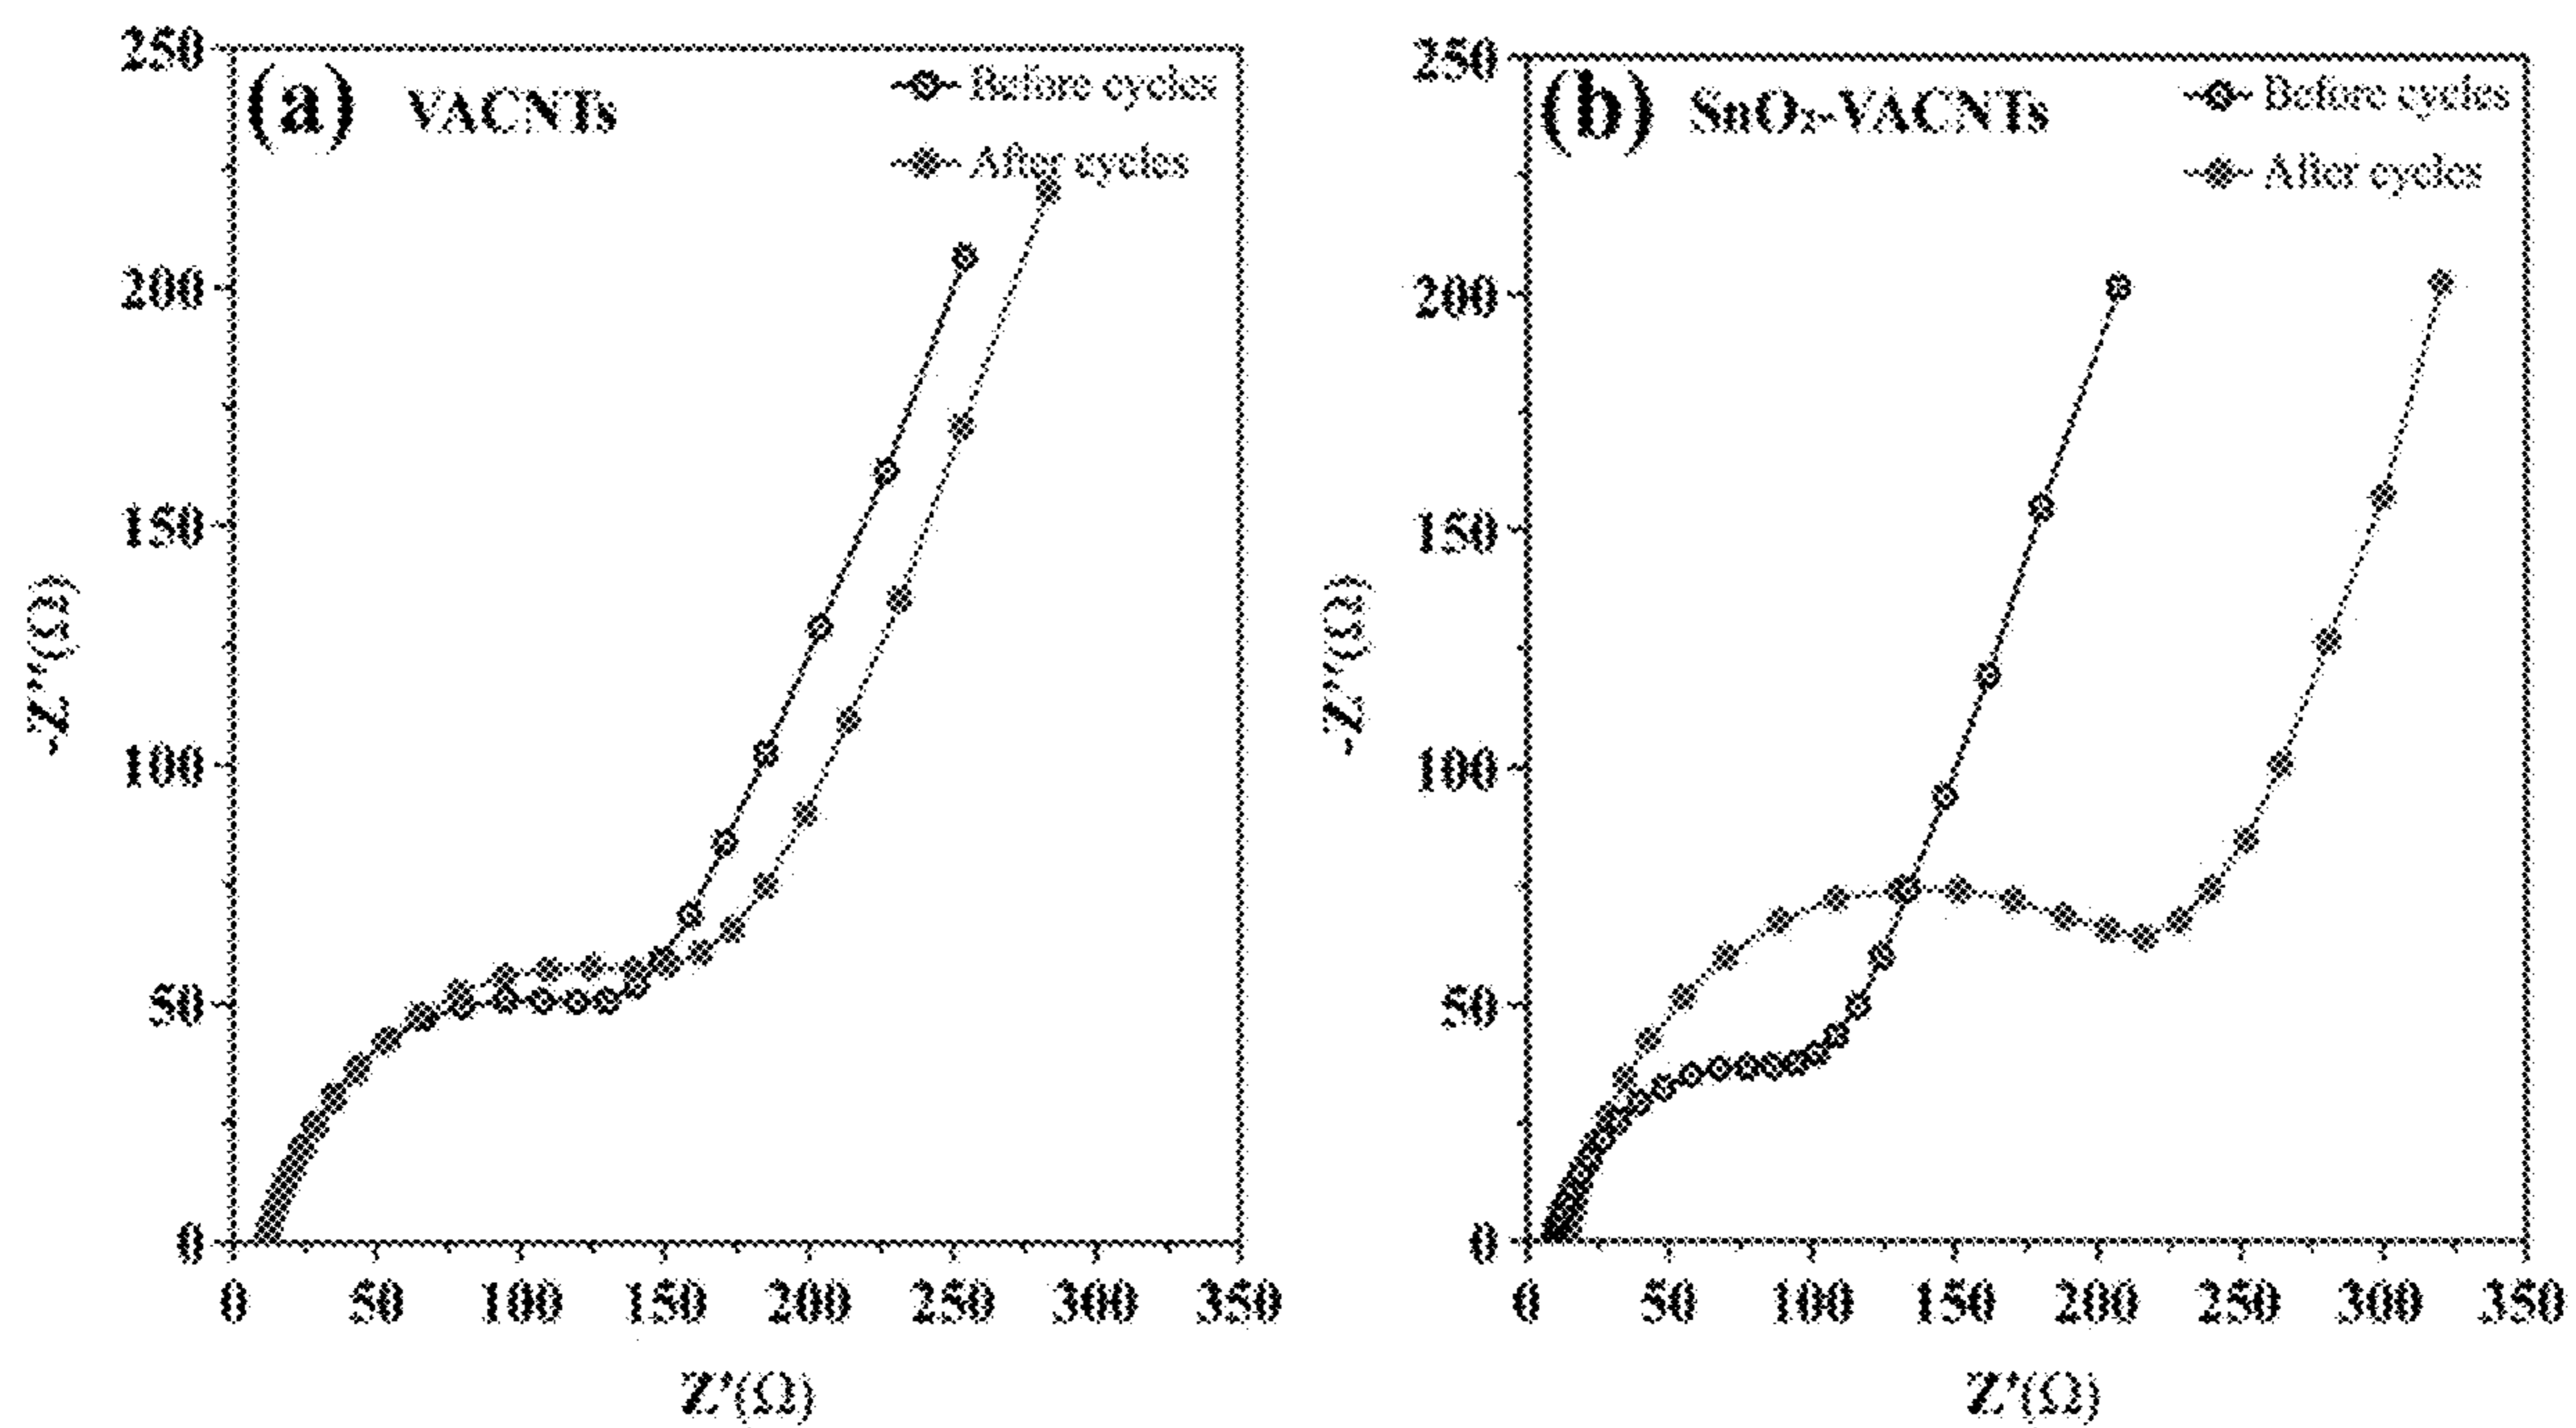 (a) VACNTs
Before cycles
After cycles
250
200
150
100
50
0
0 50 100 150 200 250 300 350
-Z''(Ω)
Z'(Ω)
(b) SnO₂-VACNTs
Before cycles
After cycles
250
200
150
100
50
0
0 50 100 150 200 250 300 350
-Z''(Ω)
Z'(Ω)